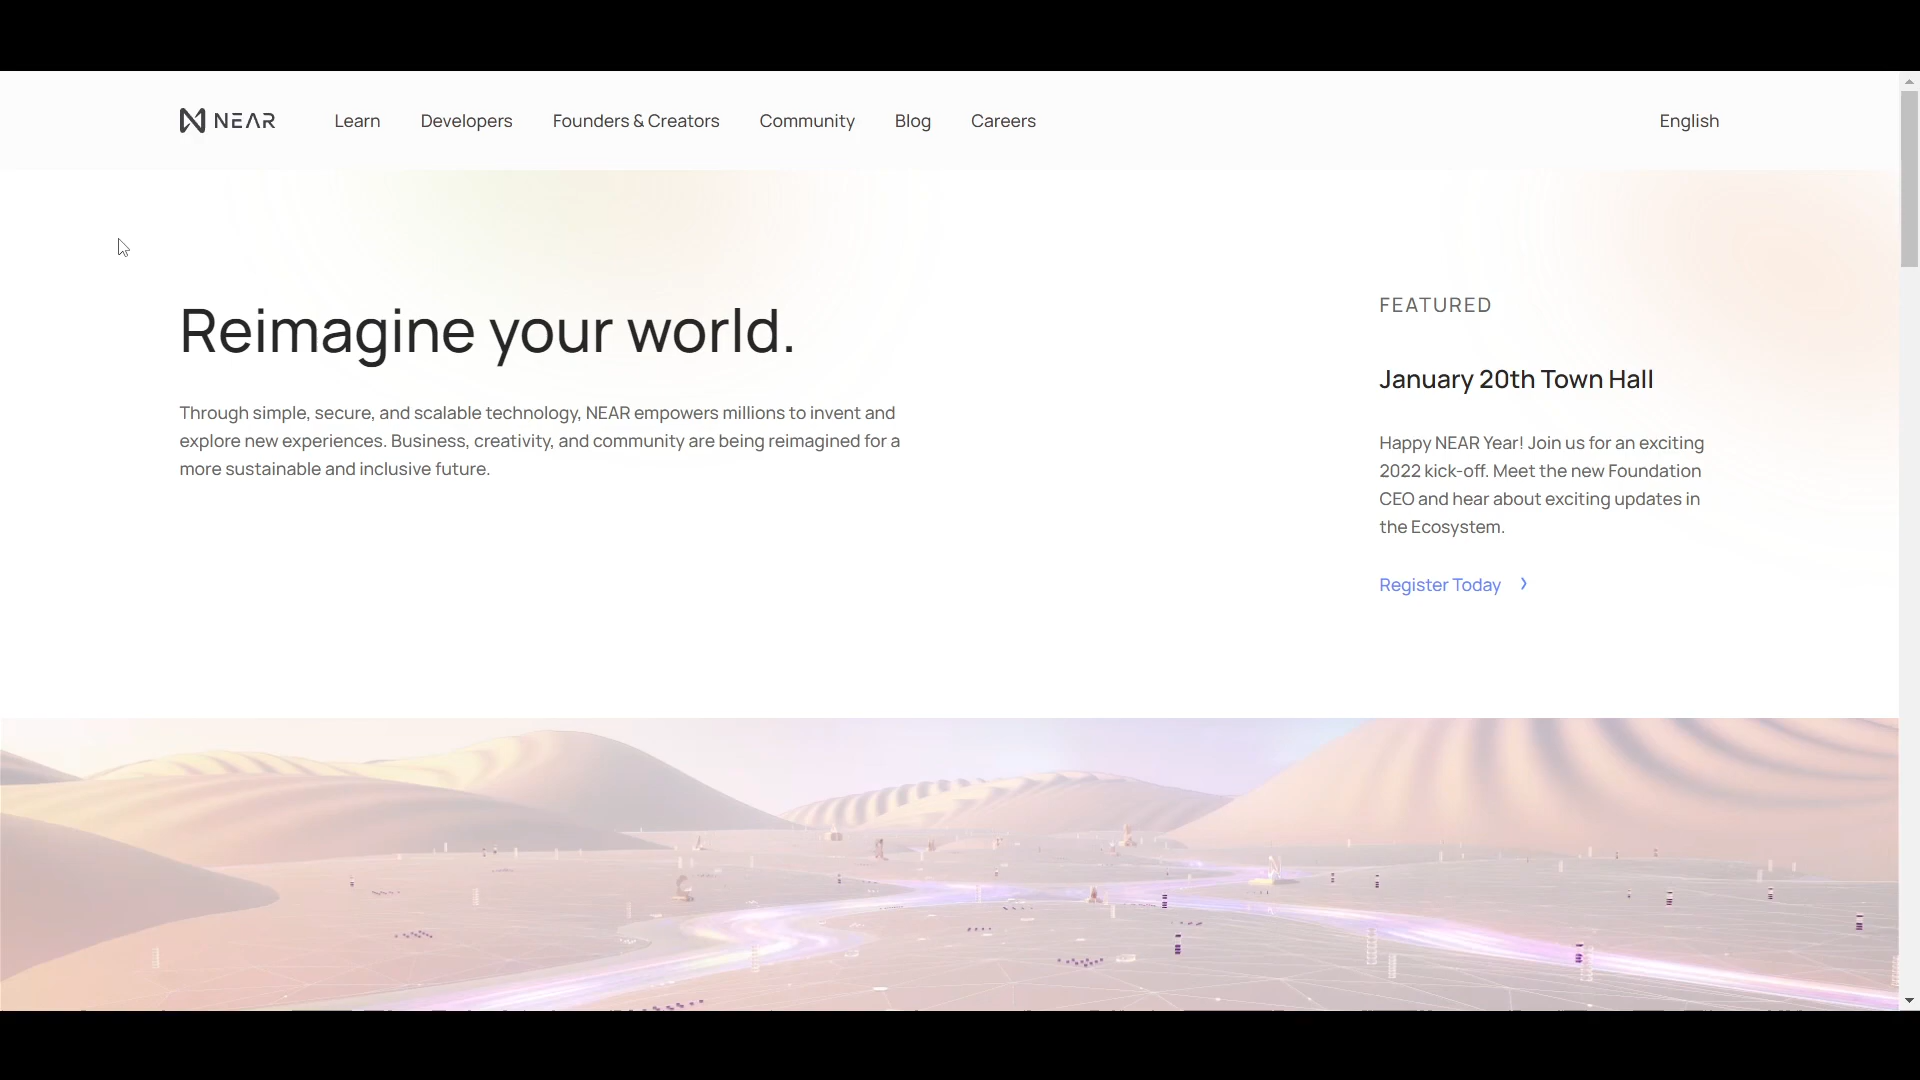 NEAR Learn Developers Founders & Creators Community Blog Careers English
Reimagine your world.
Through simple, secure, and scalable technology, NEAR empowers millions to invent and
explore new experiences. Business, creativity, and community are being reimagined for a
more sustainable and inclusive future.
FEATURED
January 20th Town Hall
Happy NEAR Year! Join us for an exciting
2022 kick-off. Meet the new Foundation
CEO and hear about exciting updates in
the Ecosystem.
Register Today